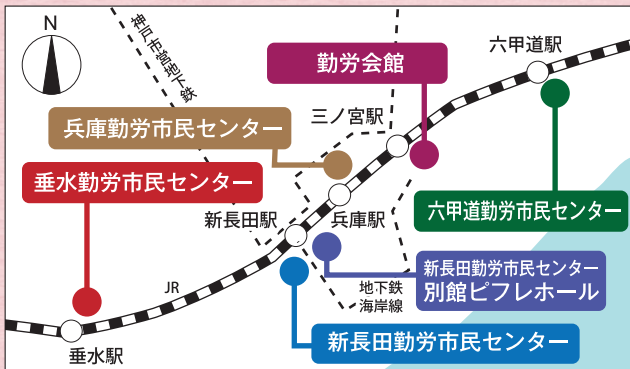 N
神戸市営地下鉄
六甲道駅
勤労会館
三ノ宮駅
兵庫勤労市民センター
垂水勤労市民センター
六甲道勤労市民センター
新長田駅
兵庫駅
新長田勤労市民センター
別館ピフレホール
地下鉄
海岸線
JR
新長田勤労市民センター
垂水駅